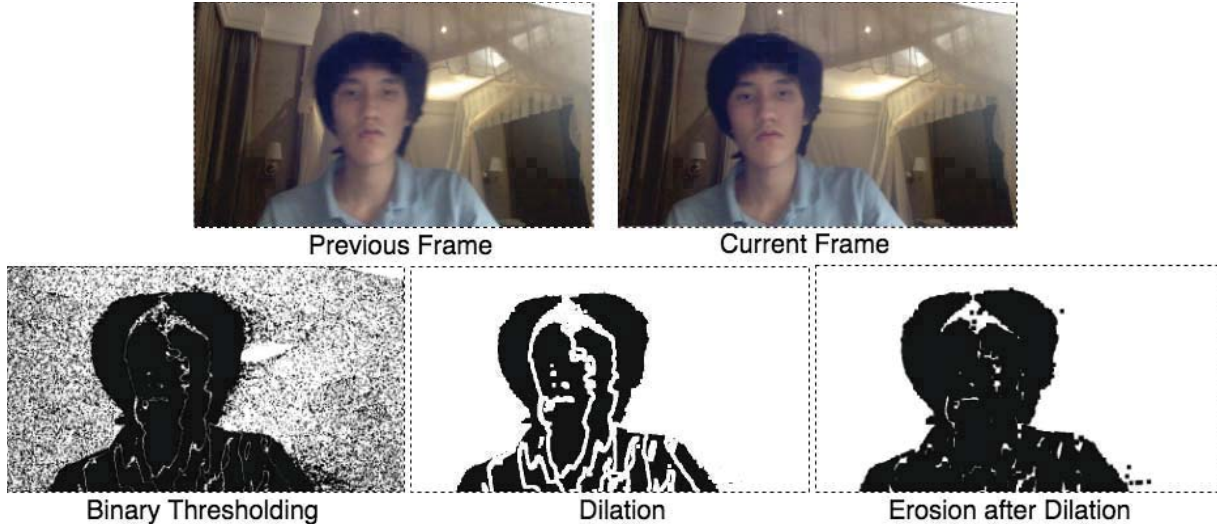 Previous Frame
Current Frame
Binary Thresholding
Dilation
Erosion after Dilation